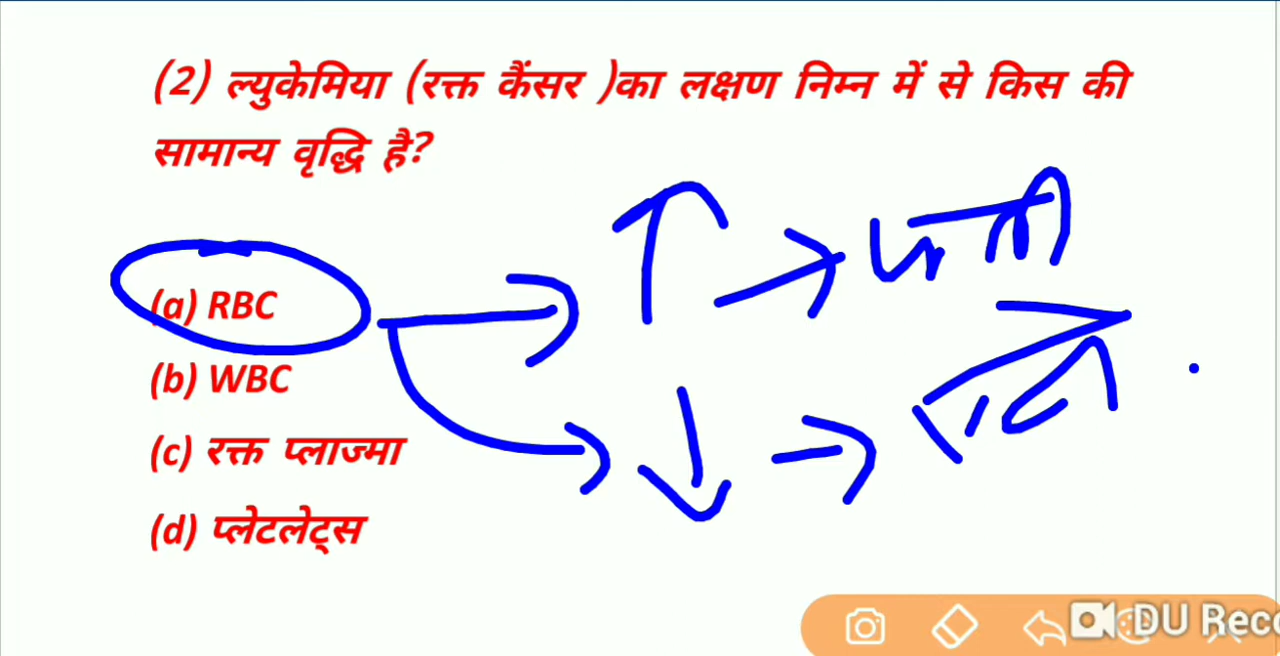 (2) ल्युकेमिया (रक्त कैंसर )का लक्षण निम्न में से किस की
सामान्य वृद्धि है?
(a) RBC
(b) WBC
(c) रक्त प्लाज्मा
(d) प्लेटलेट्स
DU Rec